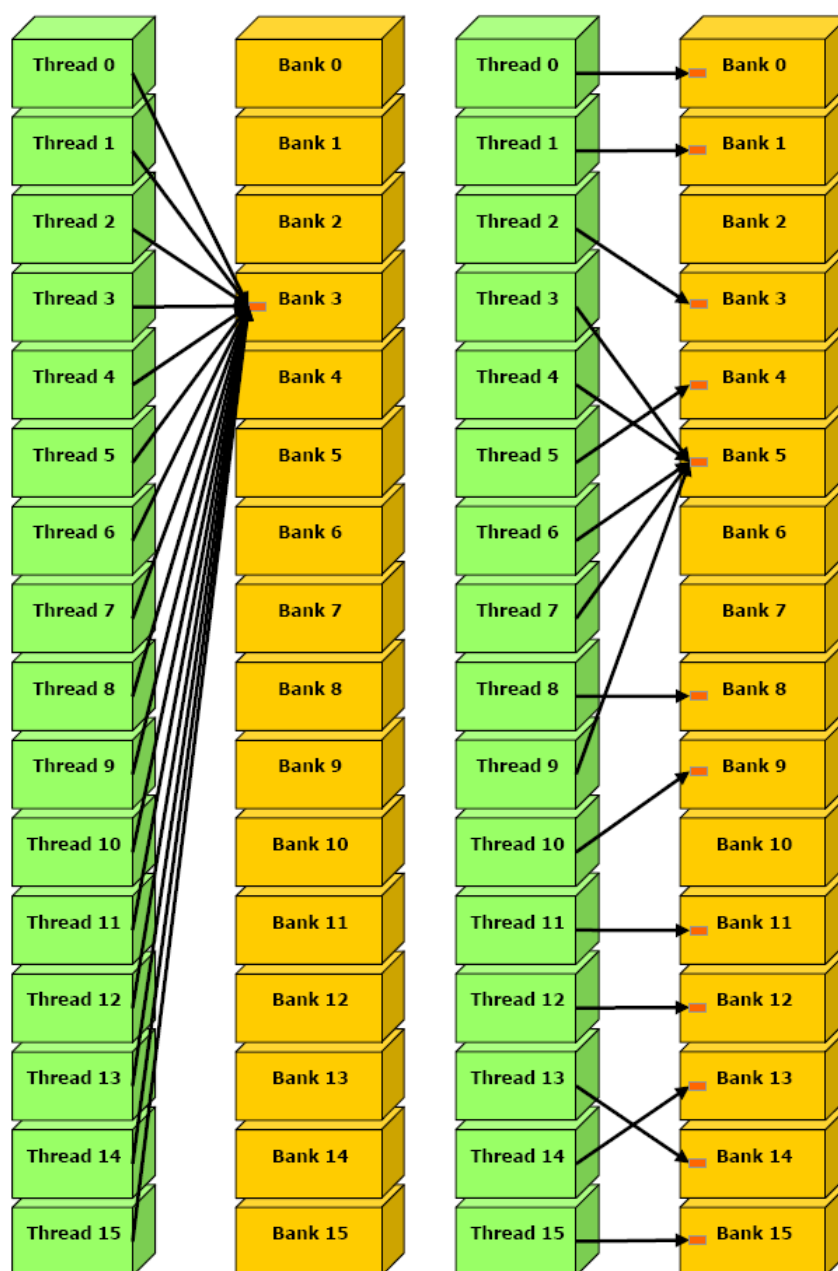 Thread 0
Bank 0
Thread 0
Bank 0
Thread 1
Bank 1
Thread 1
Bank 1
Thread 2
Bank 2
Thread 2
Bank 2
Thread 3
Bank 3
Thread 3
Bank 3
Thread 4
Bank 4
Thread 4
Bank 4
Thread 5
Bank 5
Thread 5
Bank 5
Thread 6
Bank 6
Thread 6
Bank 6
Thread 7
Bank 7
Thread 7
Bank 7
Thread 8
Bank 8
Thread 8
Bank 8
Thread 9
Bank 9
Thread 9
Bank 9
Thread 10
Bank 10
Thread 10
Bank 10
Thread 11
Bank 11
Thread 11
Bank 11
Thread 12
Bank 12
Thread 12
Bank 12
Thread 13
Bank 13
Thread 13
Bank 13
Thread 14
Bank 14
Thread 14
Bank 14
Thread 15
Bank 15
Thread 15
Bank 15